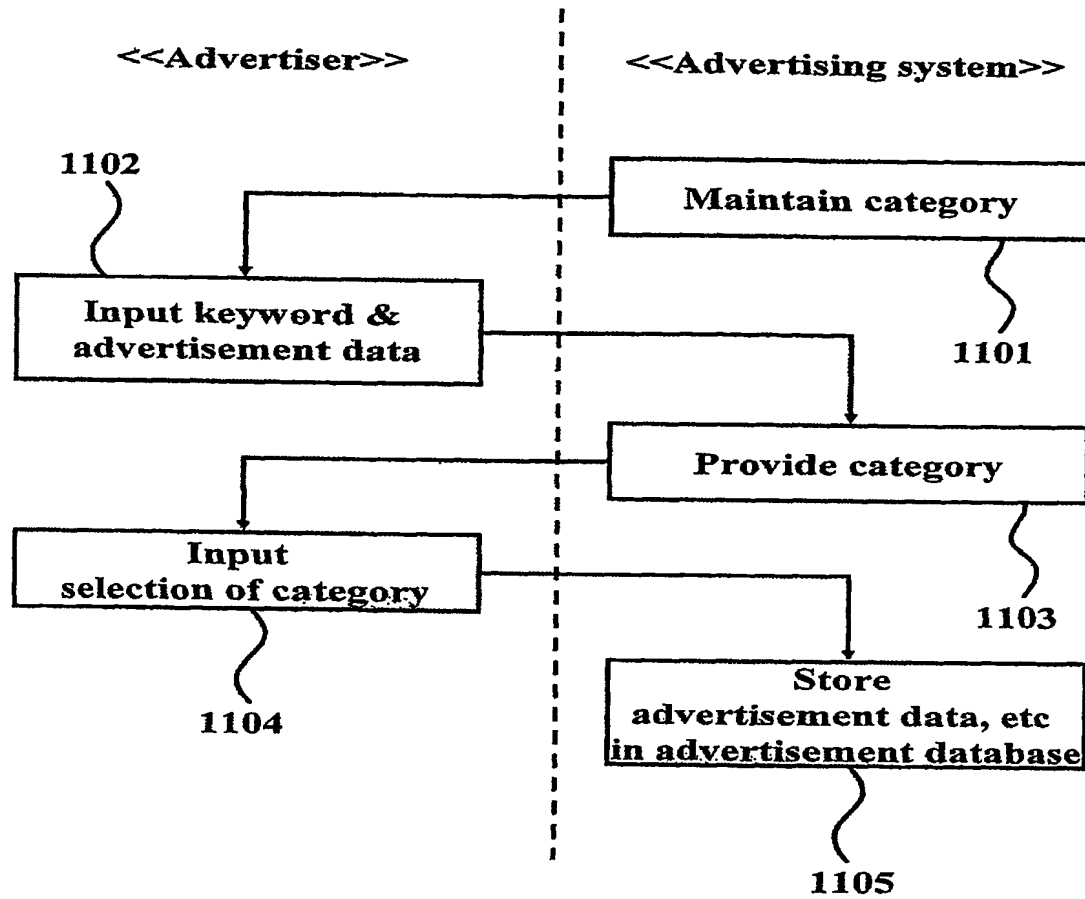 <<Advertiser>>
<<Advertising system>>
1102
Maintain category
1101
Input keyword &
advertisement data
Provide category
1103
Input
selection of category
1104
Store
advertisement data, etc
in advertisement database
1105